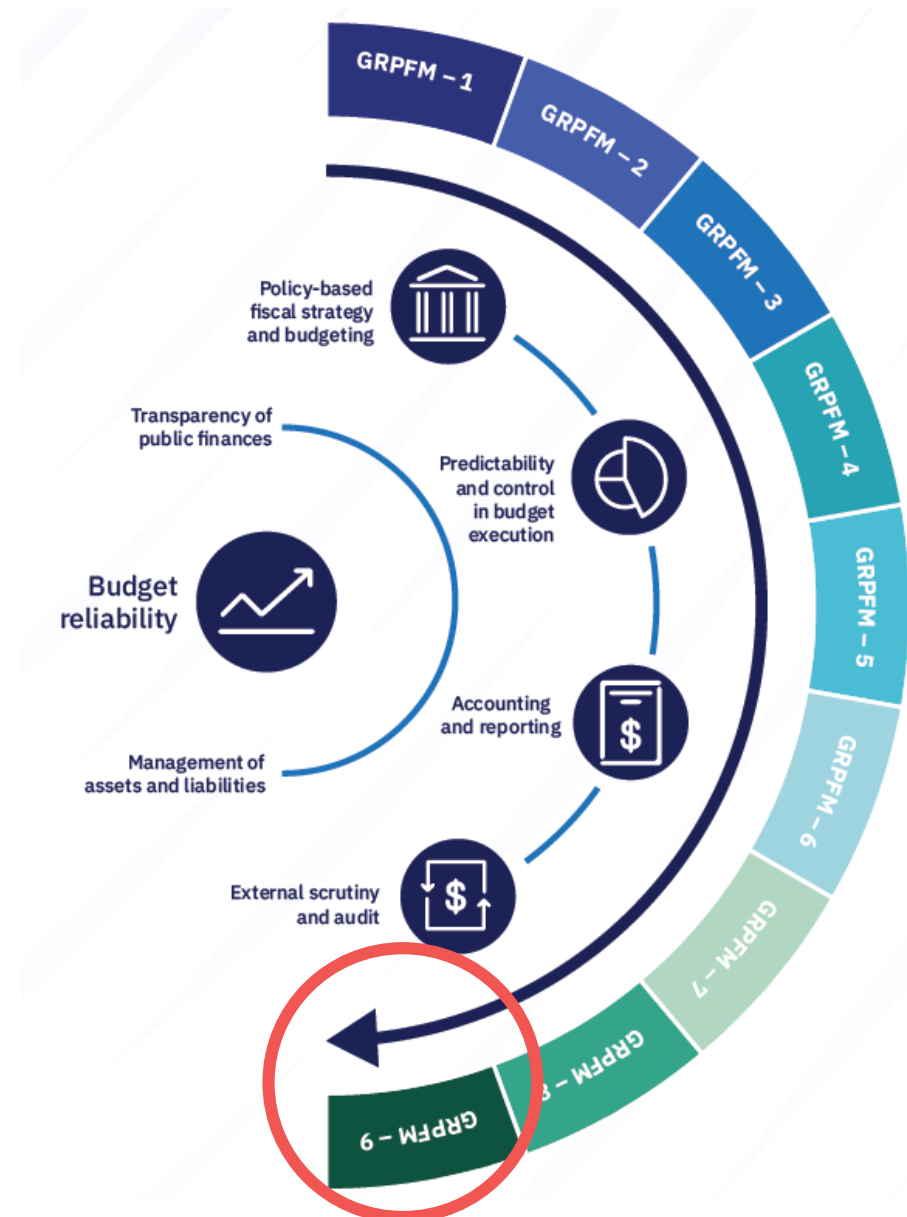 GRPFM – 1
GRPFM – 2
GRPFM – 3
GRPFM – 4
GRPFM – 5
GRPFM – 6
GRPFM – 7
GRPFM – 8
GRPFM – 9
Policy-based
fiscal strategy
and budgeting
Transparency of
public finances
Predictability
and control
in budget
execution
Budget
reliability
Accounting
and reporting
$
Management of
assets and liabilities
External scrutiny
and audit
$